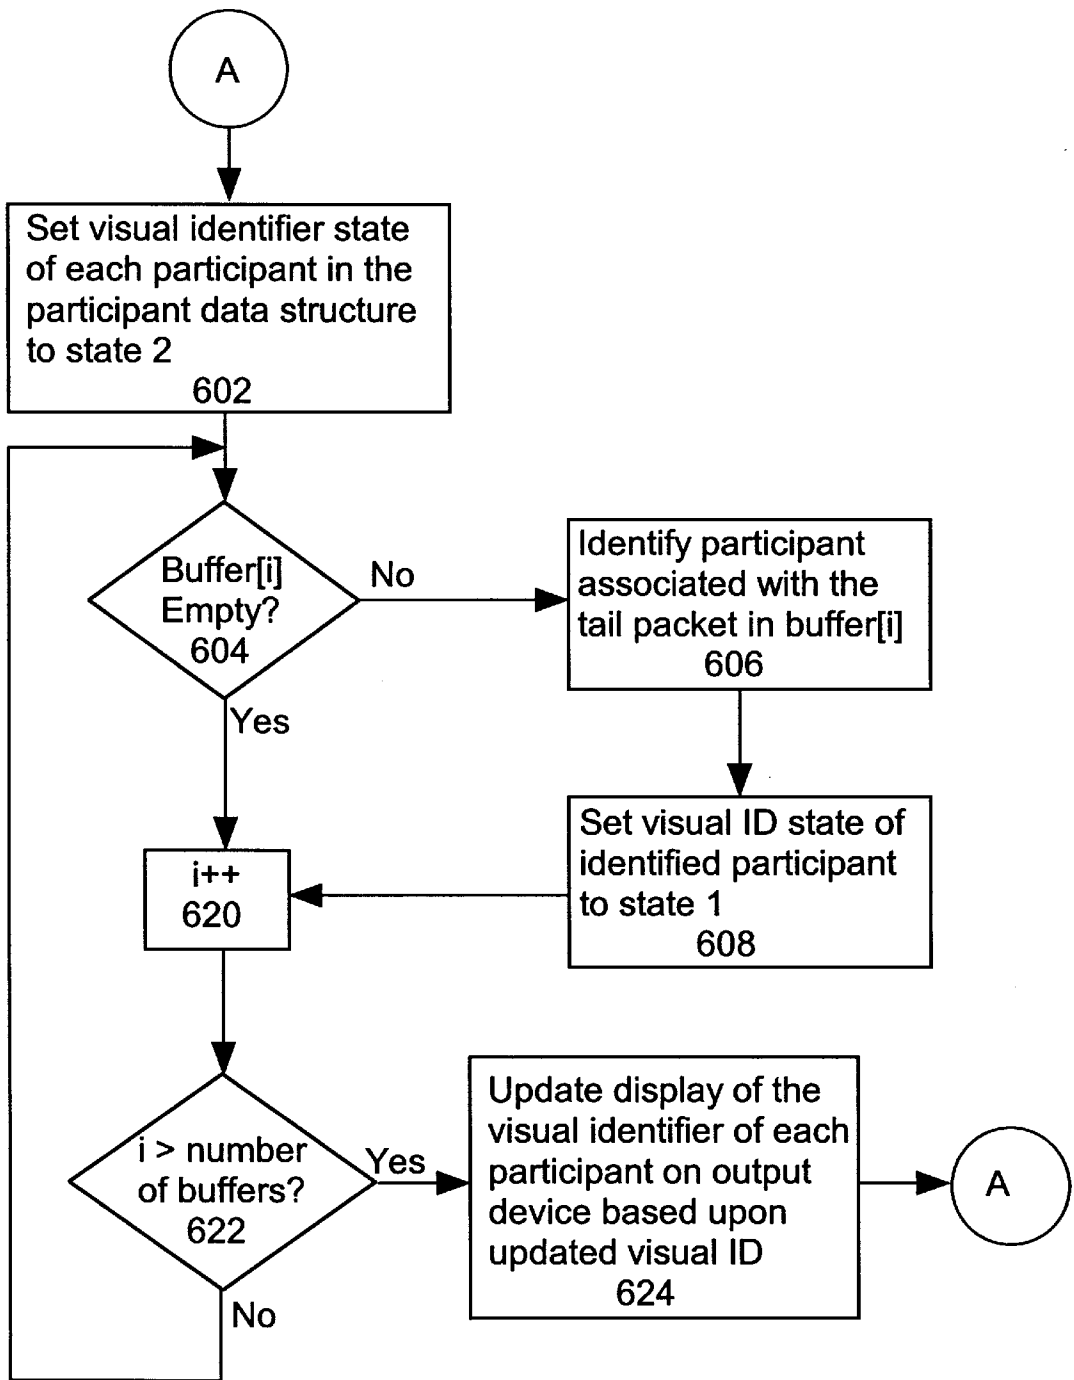 A
Set visual identifier state
of each participant in the
participant data structure
to state 2
602
Buffer[i]
Empty?
604
No
Identify participant
associated with the
tail packet in buffer[i]
606
Yes
Set visual ID state of
identified participant
to state 1
608
i++
620
i > number
of buffers?
622
Yes
Update display of the
visual identifier of each
participant on output
device based upon
updated visual ID
624
A
No